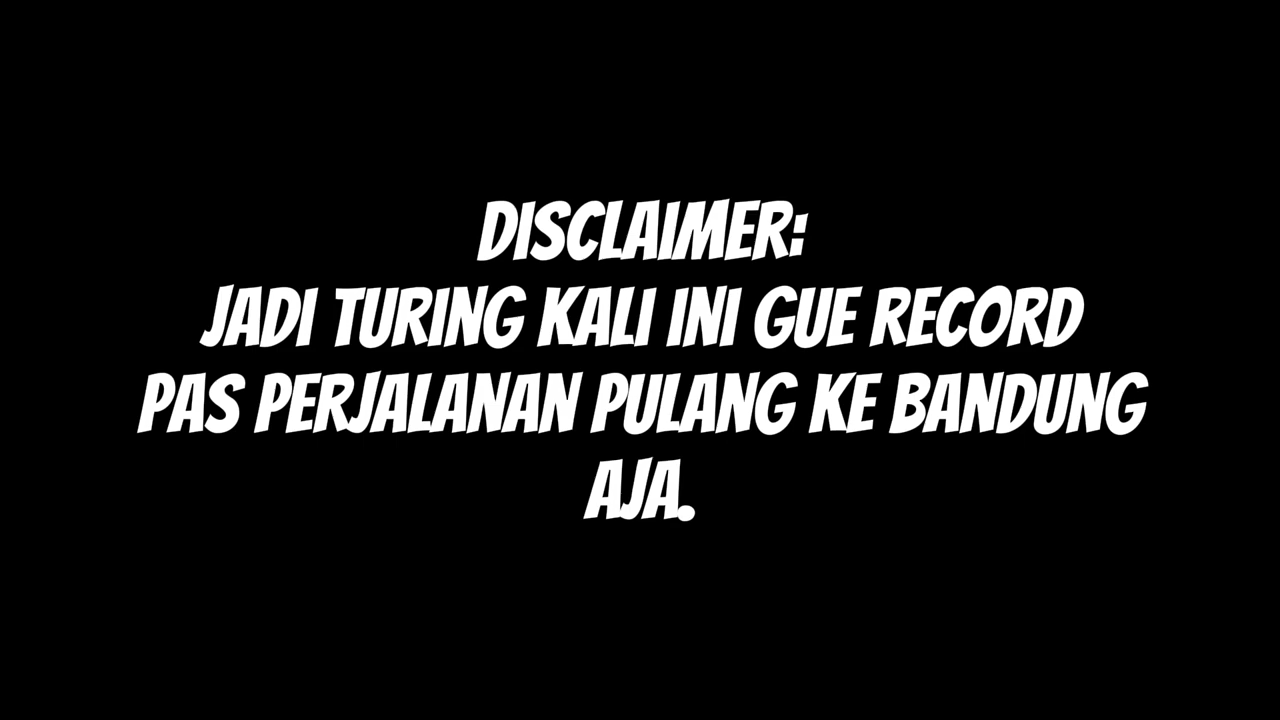 DISCLAIMER:
JADI TURING KALI INI GUE RECORD
PAS PERJALANAN PULANG KE BANDUNG
AJA.